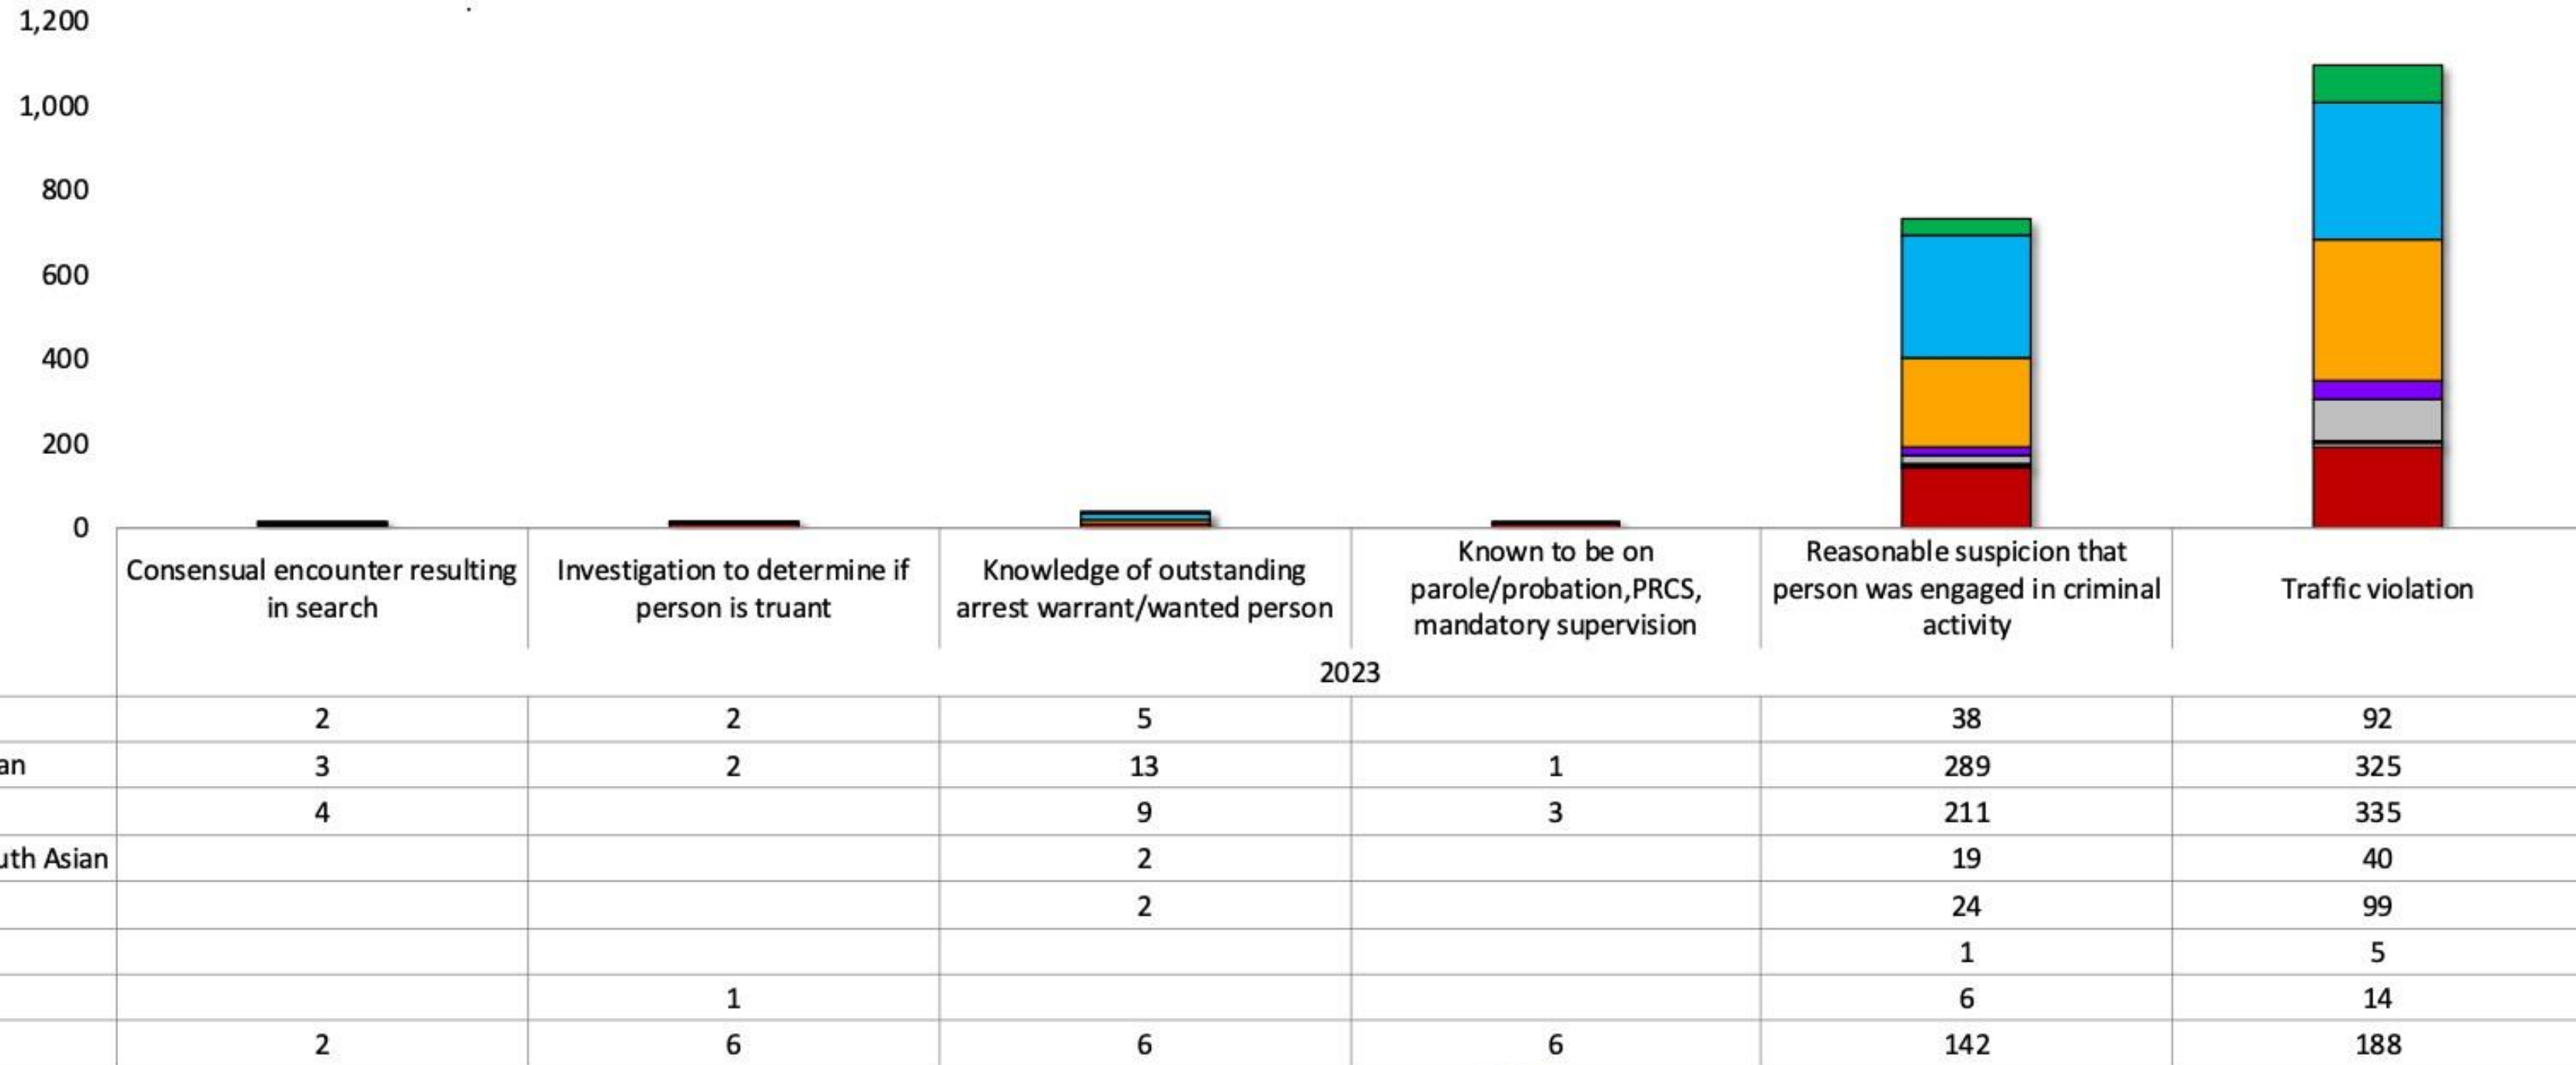 1,200
1,000
800
600
400
200
0
Consensual encounter resulting
in search
Investigation to determine if
person is truant
Knowledge of outstanding
arrest warrant/wanted person
Known to be on
parole/probation,PRCS,
mandatory supervision
Reasonable suspicion that
person was engaged in criminal
activity
Traffic violation
2023
2 2 5 38 92
an 3 2 13 1 289 325
4 9 3 211 335
uth Asian 2 19 40
2 24 99
1 5
1 6 14
2 6 6 6 142 188